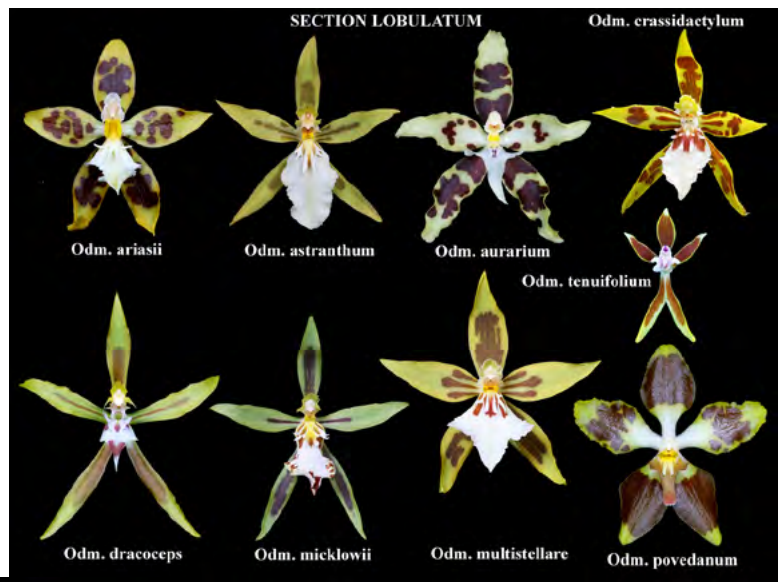 SECTION LOBULATUM
Odm. crassidactylum
Odm. ariasii
Odm. astranthum
Odm. aurarium
Odm. tenuifolium
Odm. dracoceps
Odm. micklowii
Odm. multistellare
Odm. povedanum